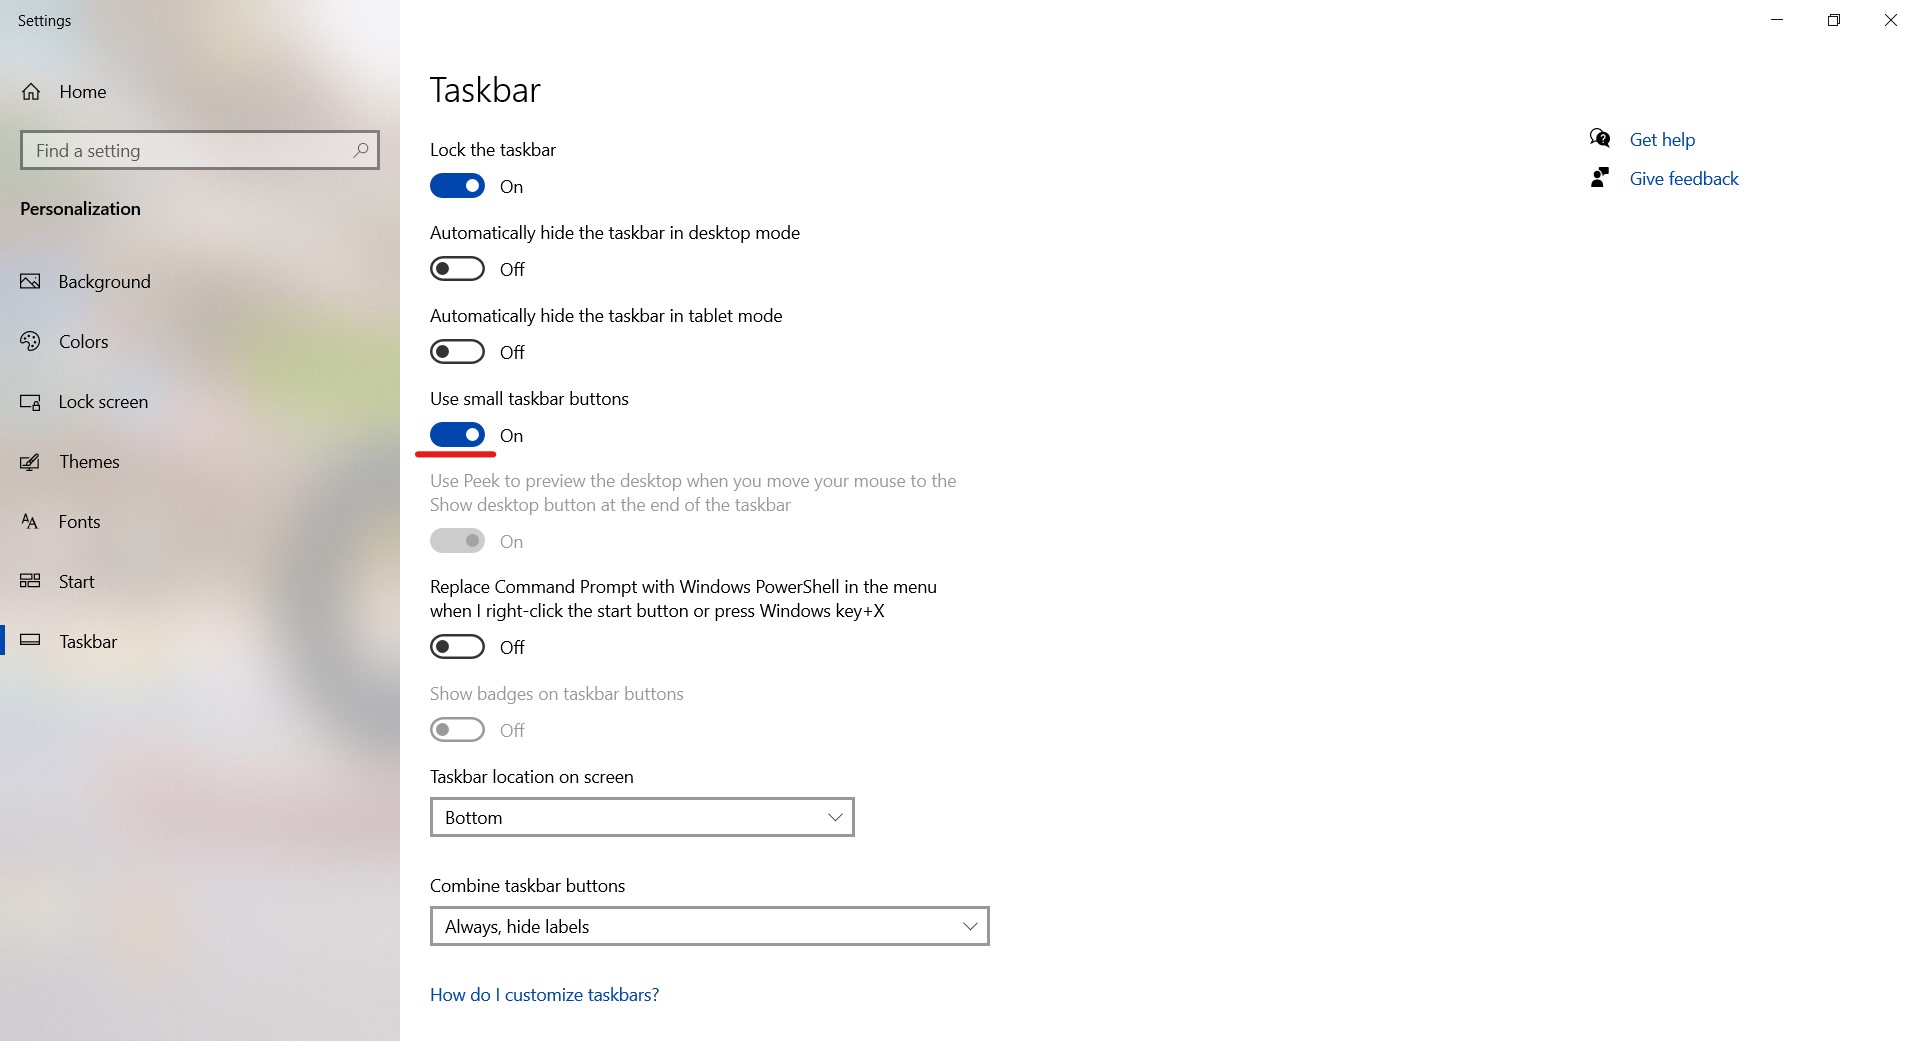 Settings
Home
Find a setting
Personalization
Background
Colors
Lock screen
Themes
Fonts
Start
Taskbar
Taskbar
Lock the taskbar
On
Automatically hide the taskbar in desktop mode
Off
Automatically hide the taskbar in tablet mode
Off
Use small taskbar buttons
On
Use Peek to preview the desktop when you move your mouse to the
Show desktop button at the end of the taskbar
On
Replace Command Prompt with Windows PowerShell in the menu
when I right-click the start button or press Windows key+X
Off
Show badges on taskbar buttons
Off
Taskbar location on screen
Bottom
Combine taskbar buttons
Always, hide labels
How do I customize taskbars?
Get help
Give feedback